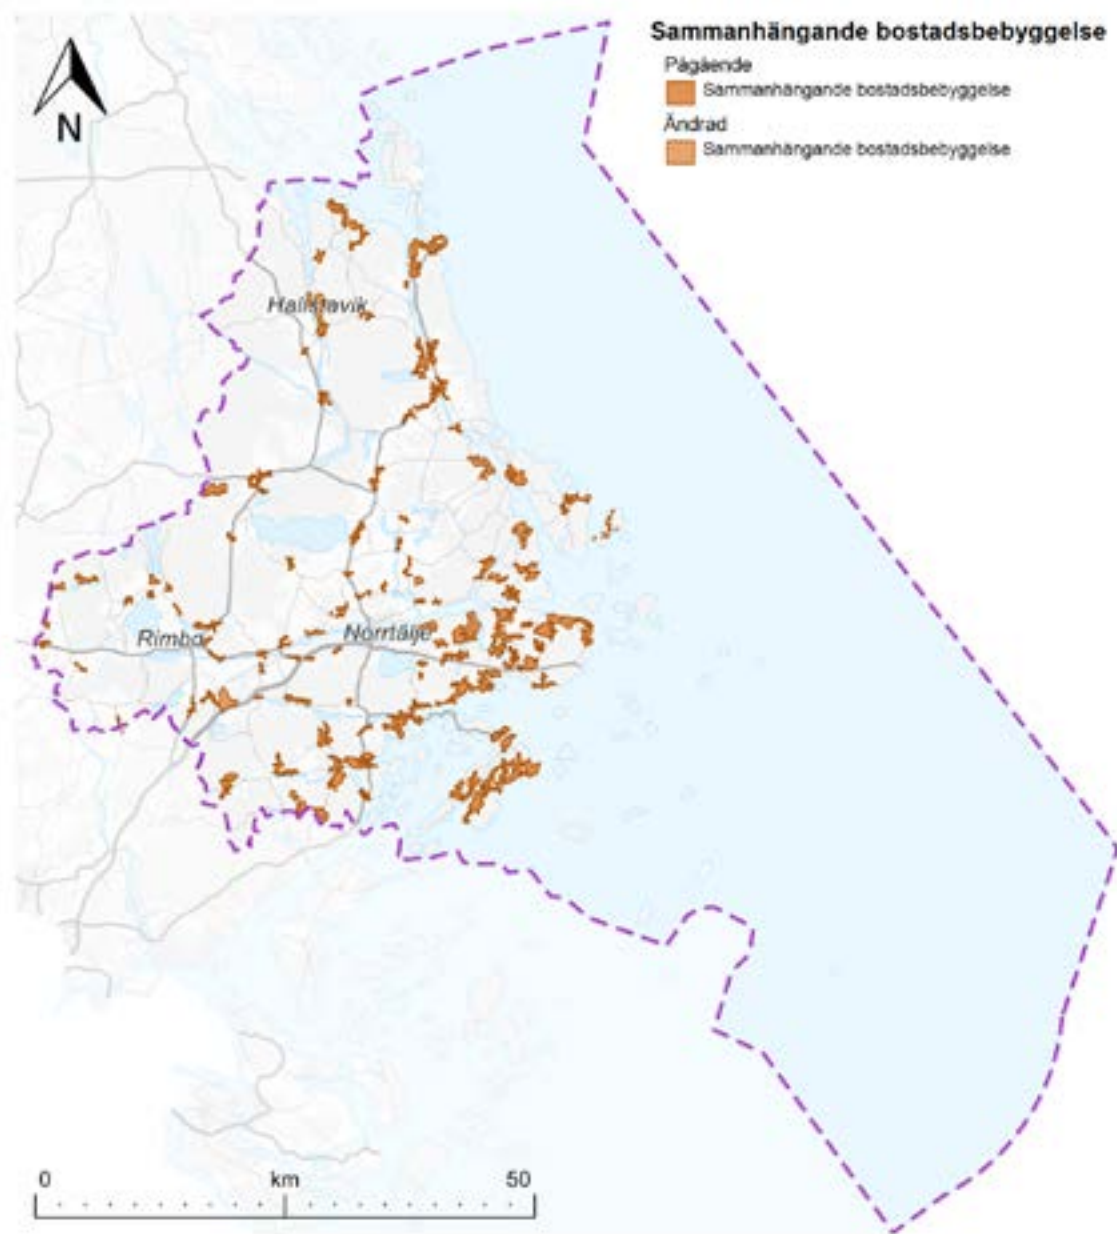 Sammanhängande bostadsbebyggelse
Pågående
Sammanhängande bostadsbebyggelse
Ändrad
Sammanhängande bostadsbebyggelse
N
Hallstavik
Rimbo
Norrtälje
0 km 50